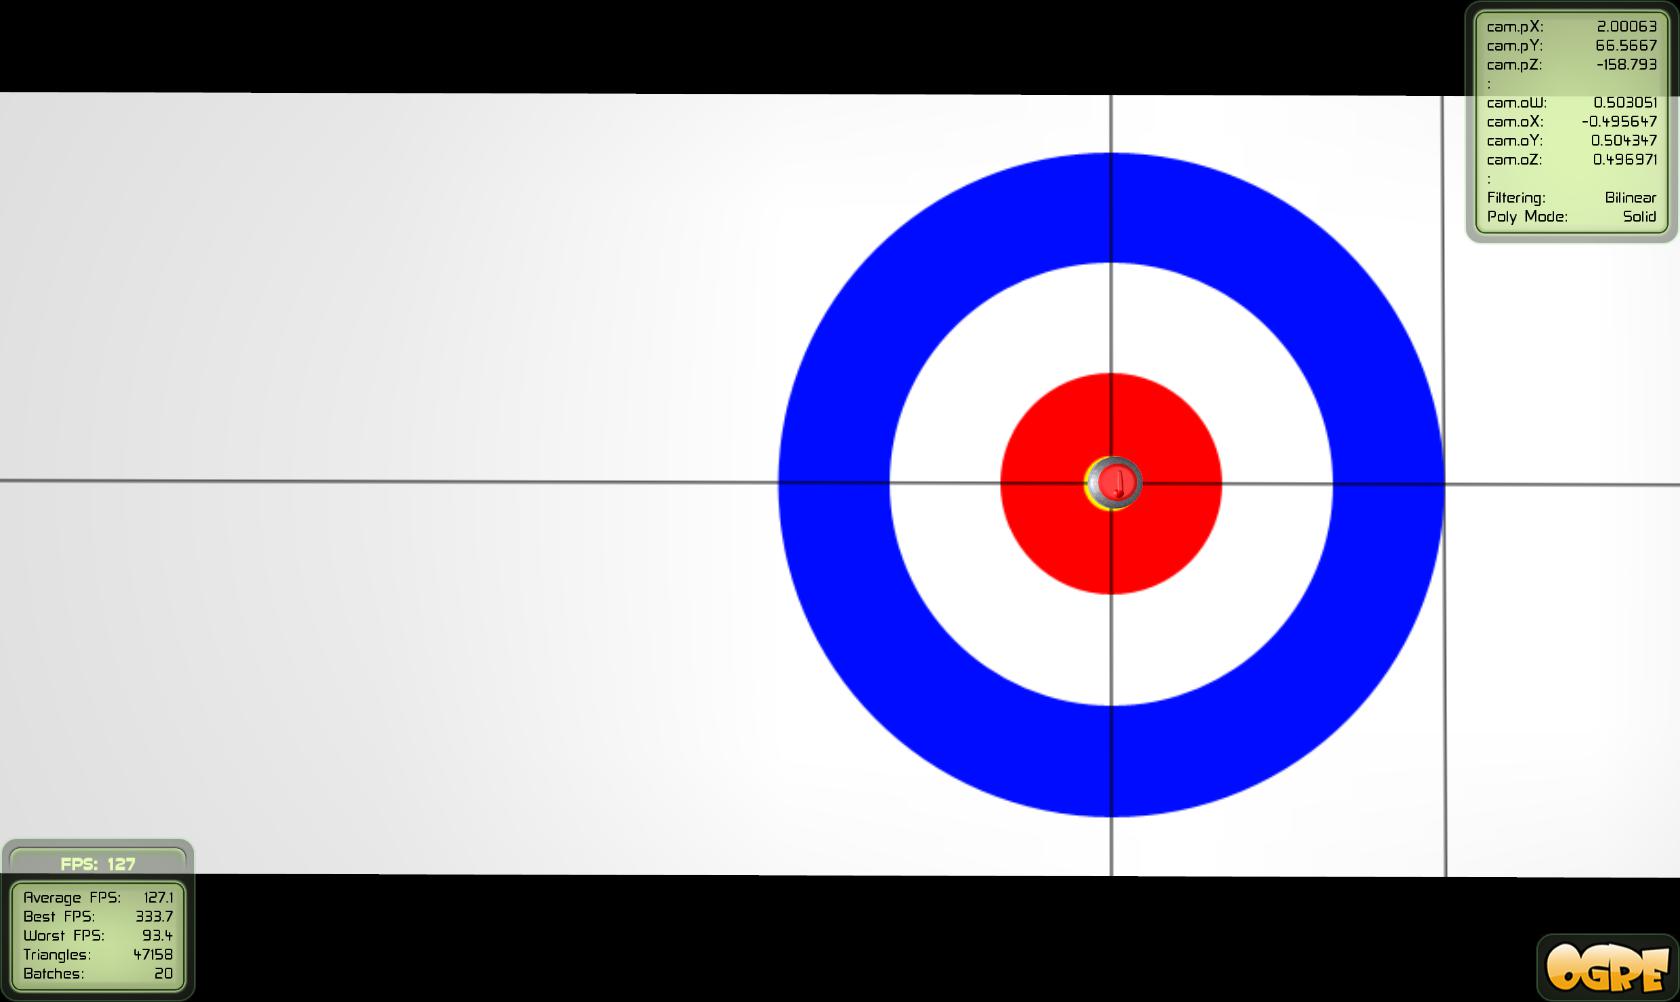 cam.pX: 2.00063
cam.pY: 66.5667
cam.pZ: -158.793
:
cam.oW: 0.503051
cam.oX: -0.495647
cam.oY: 0.504347
cam.oZ: 0.496971
:
Filtering: Bilinear
Poly Mode: Solid
FPS: 127
Average FPS: 127.1
Best FPS: 333.7
Worst FPS: 93.4
Triangles: 47158
Batches: 20
OGRE